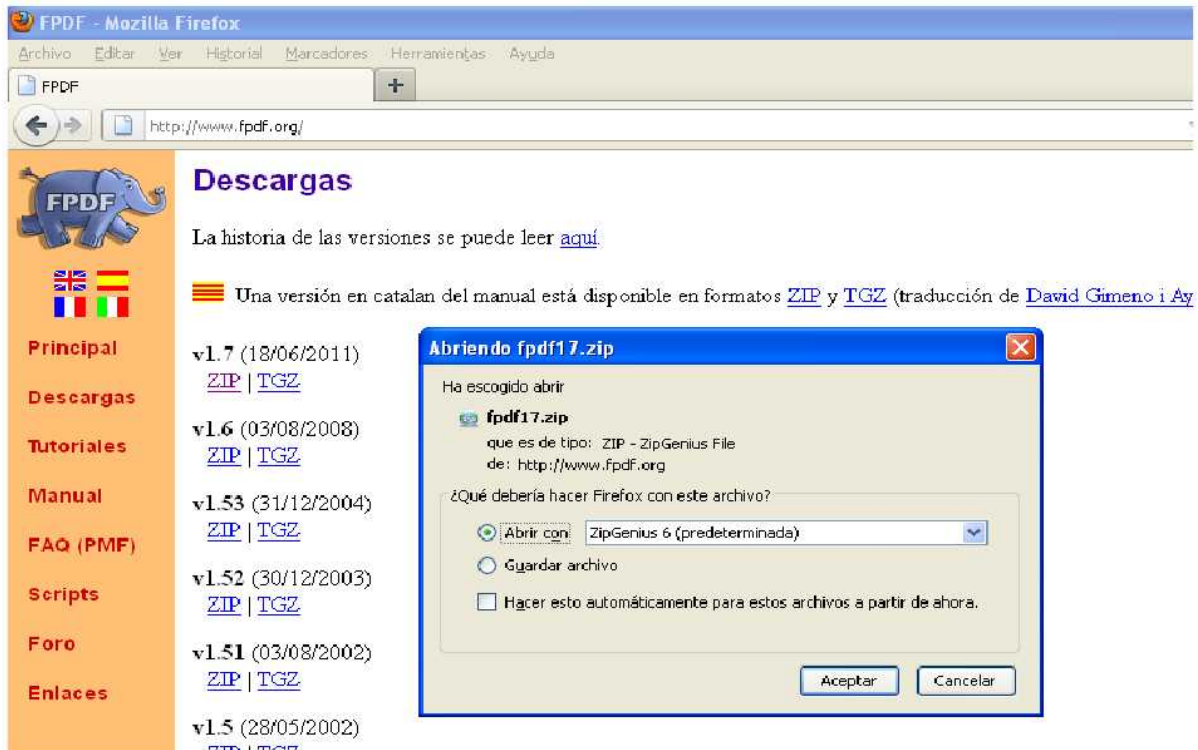 FPDF - Mozilla Firefox
Archivo Editar Ver Historial Marcadores Herramientas Ayuda
FPDF
http://www.fpdf.org/
FPDF
Principal
Descargas
Tutoriales
Manual
FAQ (PMF)
Scripts
Foro
Enlaces
Descargas
La historia de las versiones se puede leer aquí.
Una versión en catalan del manual está disponible en formatos ZIP y TGZ (traducción de David Gimeno i Ay
v1.7 (18/06/2011)
ZIP | TGZ
v1.6 (03/08/2008)
ZIP | TGZ
v1.53 (31/12/2004)
ZIP | TGZ
v1.52 (30/12/2003)
ZIP | TGZ
v1.51 (03/08/2002)
ZIP | TGZ
v1.5 (28/05/2002)
ZIP | TGZ
Abriendo fpdf17.zip
Ha escogido abrir
fpdf17.zip
que es de tipo: ZIP - ZipGenius File
de: http://www.fpdf.org
¿Qué debería hacer Firefox con este archivo?
Abrir con ZipGenius 6 (predeterminada)
Guardar archivo
Hacer esto automáticamente para estos archivos a partir de ahora.
Aceptar Cancelar